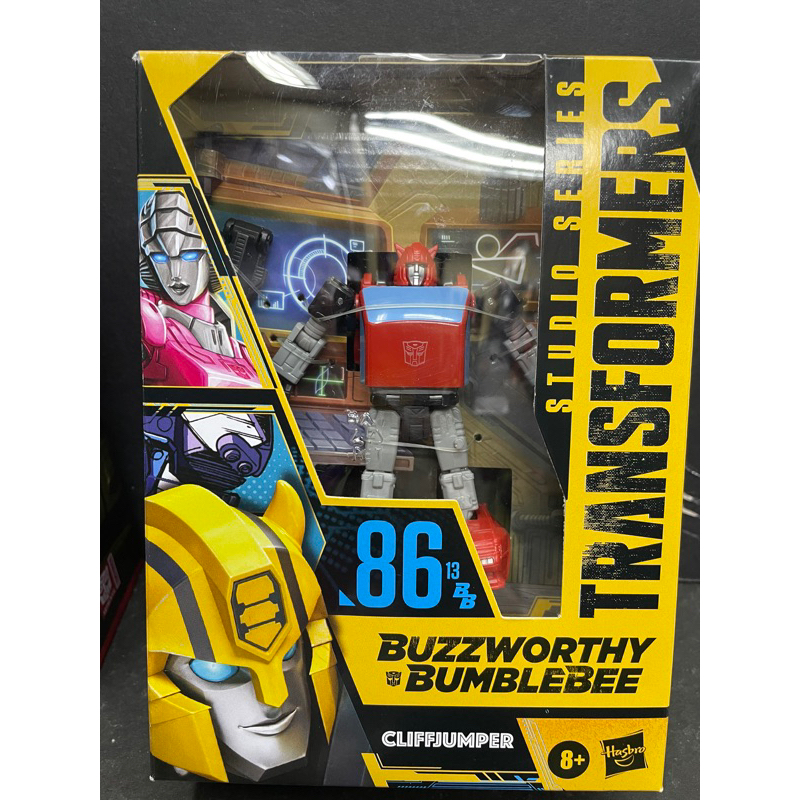 STUDIO SERIES
TRANSFORMERS
86
13
BB
BUZZWORTHY
BUMBLEBEE
CLIFFJUMPER
8+
Hasbro